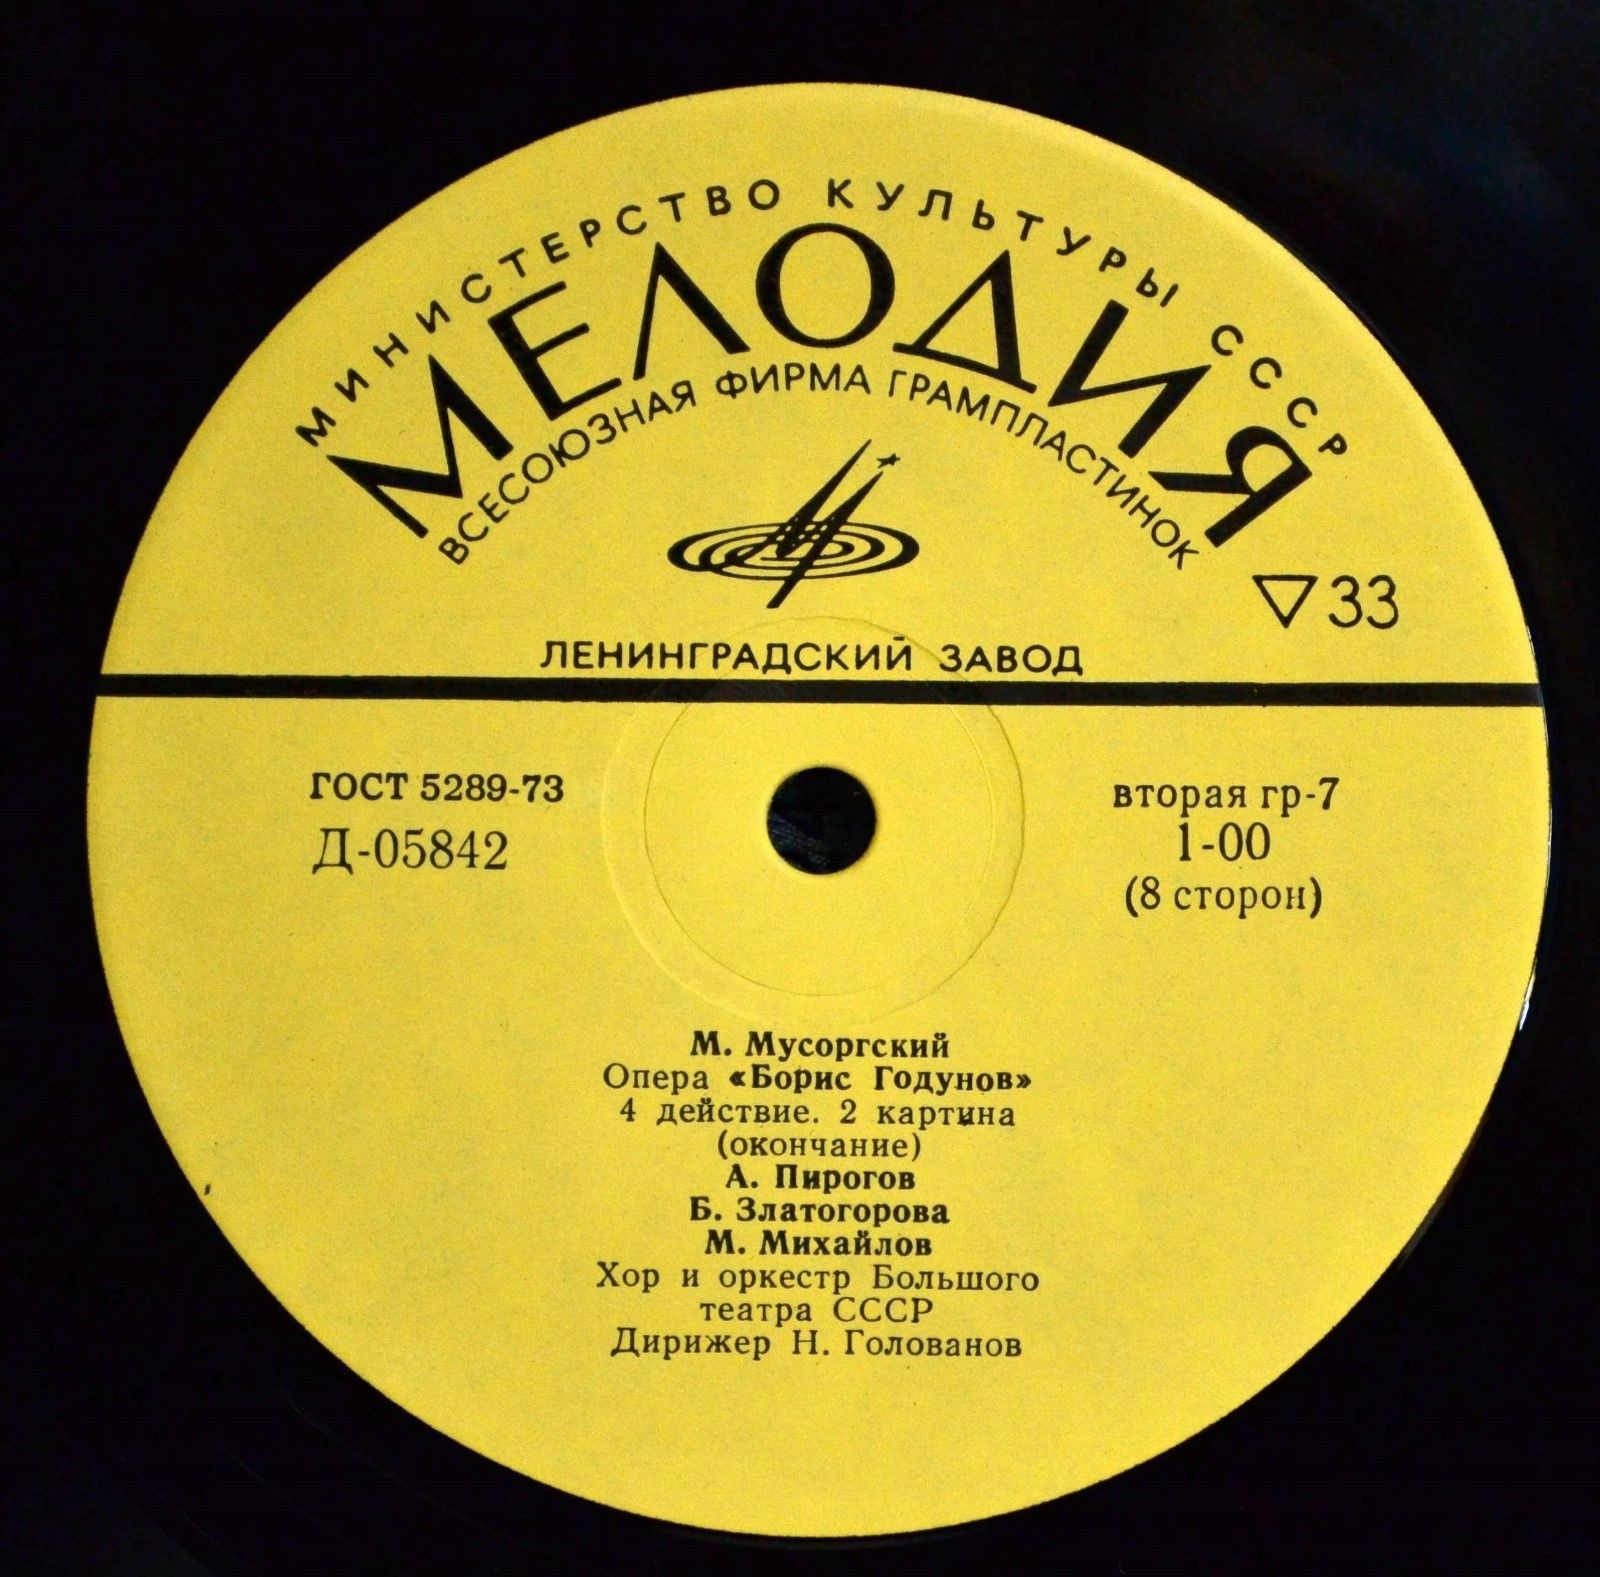 МИНИСТЕРСТВО КУЛЬТУРЫ СССР
МЕЛОДИЯ
ВСЕСОЮЗНАЯ ФИРМА ГРАМПЛАСТИНОК
▽33
ЛЕНИНГРАДСКИЙ ЗАВОД
ГОСТ 5289-73
Д-05842
вторая гр-7
1-00
(8 сторон)
М. Мусоргский
Опера «Борис Годунов»
4 действие. 2 картина
(окончание)
А. Пирогов
Б. Златогорова
М. Михайлов
Хор и оркестр Большого
театра СССР
Дирижер Н. Голованов